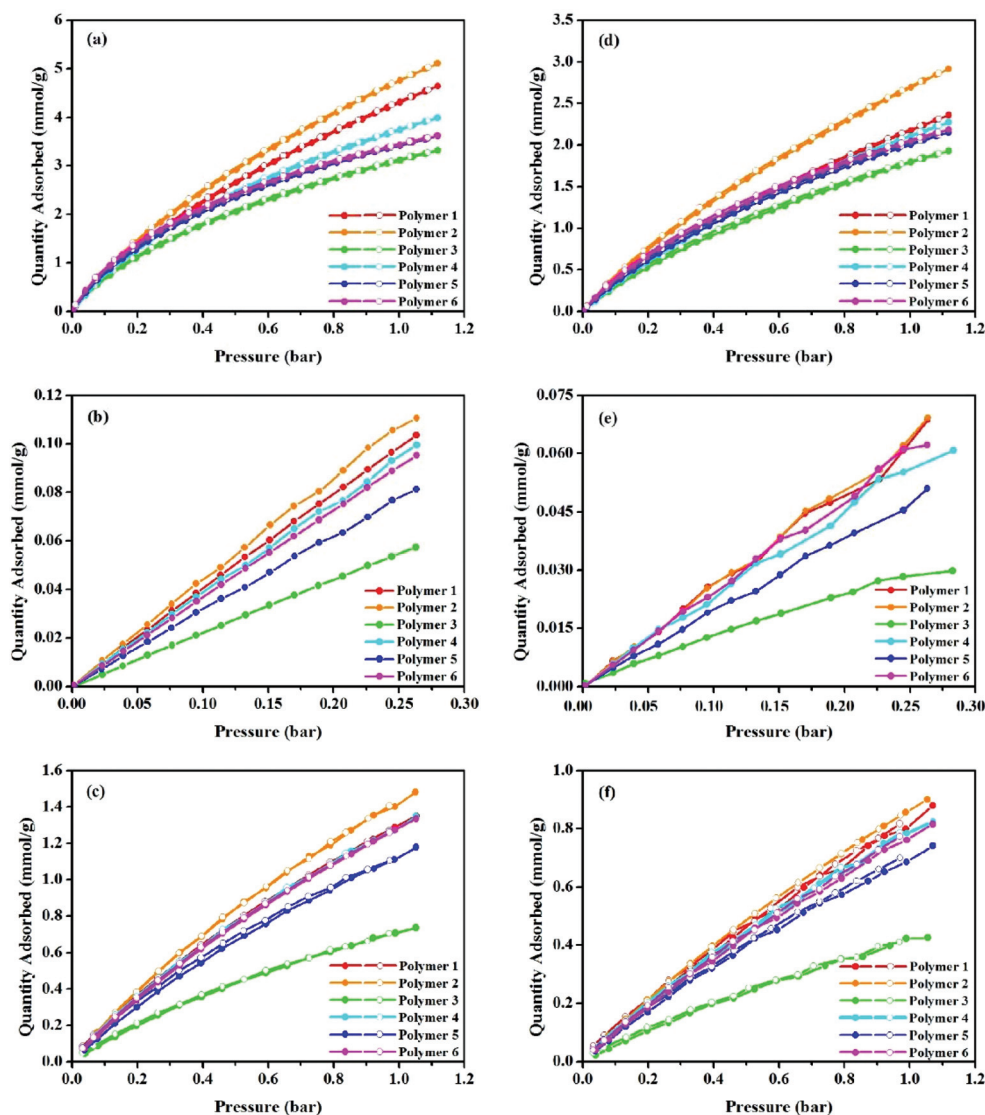 (a)
Quantity Adsorbed (mmol/g)
6
5
4
3
2
1
0
Polymer 1
Polymer 2
Polymer 3
Polymer 4
Polymer 5
Polymer 6
0.0 0.2 0.4 0.6 0.8 1.0 1.2
Pressure (bar)
(d)
Quantity Adsorbed (mmol/g)
3.5
3.0
2.5
2.0
1.5
1.0
0.5
0.0
Polymer 1
Polymer 2
Polymer 3
Polymer 4
Polymer 5
Polymer 6
0.0 0.2 0.4 0.6 0.8 1.0 1.2
Pressure (bar)
(b)
Quantity Adsorbed (mmol/g)
0.12
0.10
0.08
0.06
0.04
0.02
0.00
Polymer 1
Polymer 2
Polymer 3
Polymer 4
Polymer 5
Polymer 6
0.00 0.05 0.10 0.15 0.20 0.25 0.30
Pressure (bar)
(e)
Quantity Adsorbed (mmol/g)
0.075
0.060
0.045
0.030
0.015
0.000
Polymer 1
Polymer 2
Polymer 3
Polymer 4
Polymer 5
Polymer 6
0.00 0.05 0.10 0.15 0.20 0.25 0.30
Pressure (bar)
(c)
Quantity Adsorbed (mmol/g)
1.6
1.4
1.2
1.0
0.8
0.6
0.4
0.2
0.0
Polymer 1
Polymer 2
Polymer 3
Polymer 4
Polymer 5
Polymer 6
0.0 0.2 0.4 0.6 0.8 1.0 1.2
Pressure (bar)
(f)
Quantity Adsorbed (mmol/g)
1.0
0.8
0.6
0.4
0.2
0.0
Polymer 1
Polymer 2
Polymer 3
Polymer 4
Polymer 5
Polymer 6
0.0 0.2 0.4 0.6 0.8 1.0 1.2
Pressure (bar)